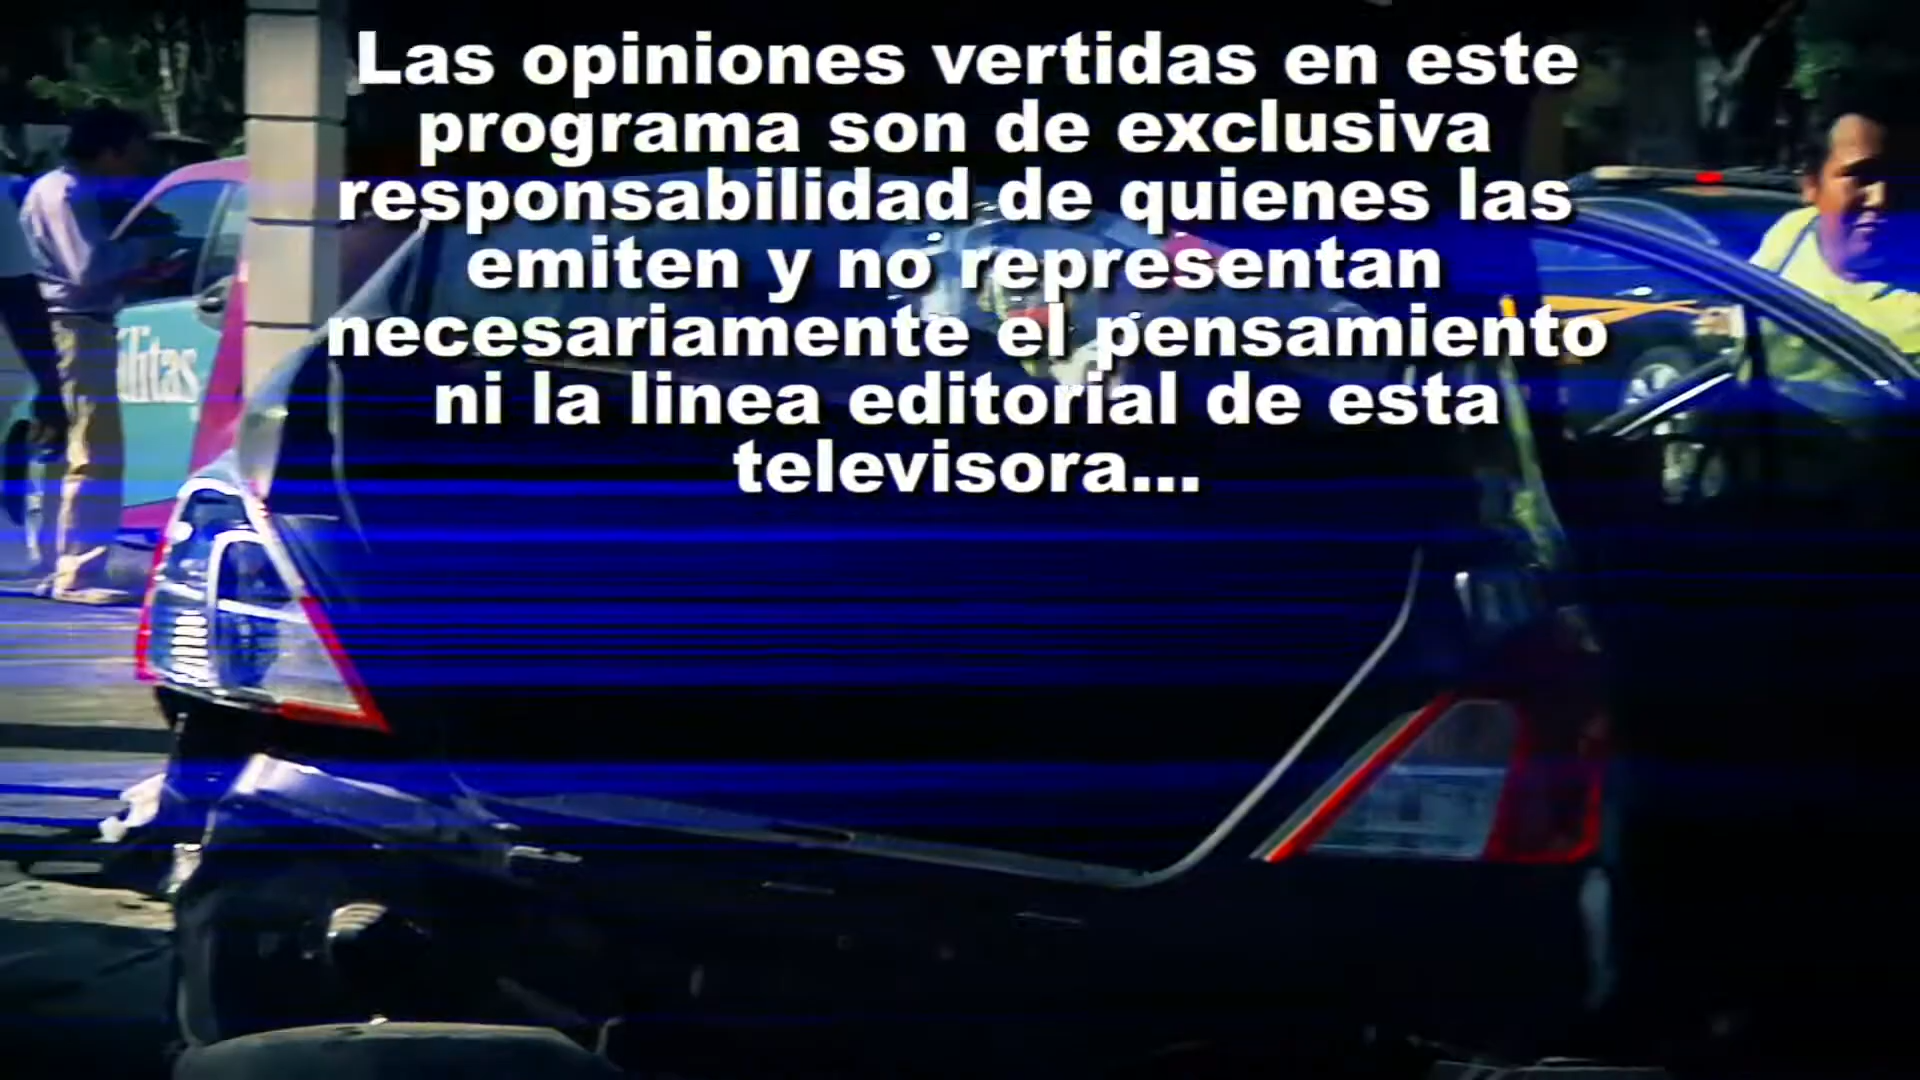 Las opiniones vertidas en este
programa son de exclusiva
responsabilidad de quienes las
emiten y no representan
necesariamente el pensamiento
ni la linea editorial de esta
televisora...